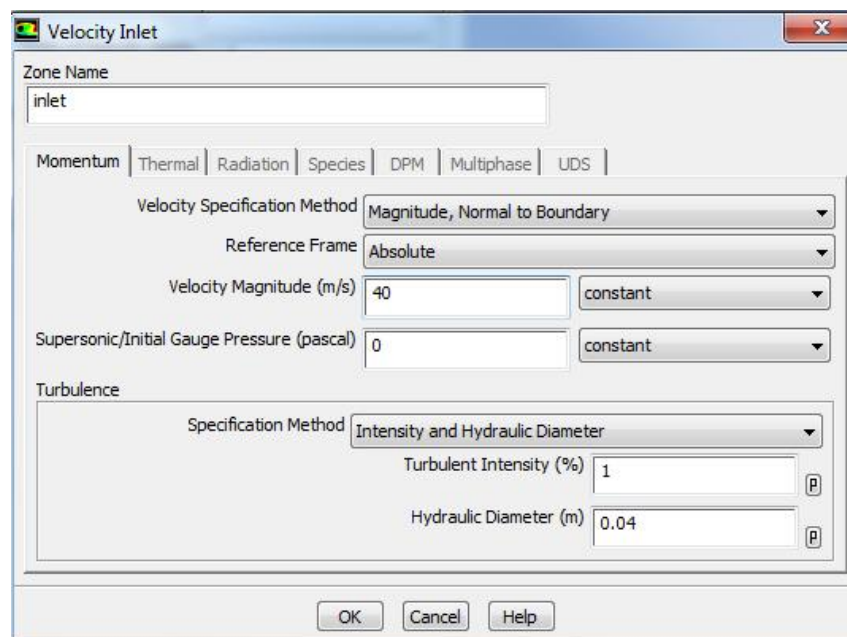 Velocity Inlet
Zone Name
inlet
Momentum Thermal Radiation Species DPM Multiphase UDS
Velocity Specification Method Magnitude, Normal to Boundary
Reference Frame Absolute
Velocity Magnitude (m/s) 40 constant
Supersonic/Initial Gauge Pressure (pascal) 0 constant
Turbulence
Specification Method Intensity and Hydraulic Diameter
Turbulent Intensity (%) 1 P
Hydraulic Diameter (m) 0.04 P
OK Cancel Help